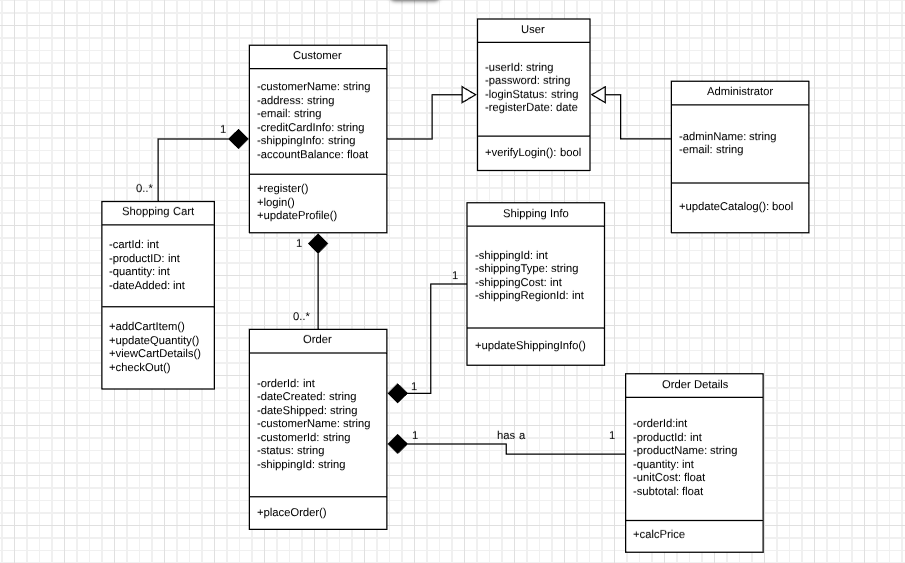 User
-userId: string
-password: string
-loginStatus: string
-registerDate: date
+verifyLogin(): bool
Customer
-customerName: string
-address: string
-email: string
-creditCardInfo: string
-shippingInfo: string
-accountBalance: float
+register()
+login()
+updateProfile()
Administrator
-adminName: string
-email: string
+updateCatalog(): bool
1
0..*
Shopping Cart
-cartId: int
-productID: int
-quantity: int
-dateAdded: int
+addCartItem()
+updateQuantity()
+viewCartDetails()
+checkOut()
1
0..*
Shipping Info
-shippingId: int
-shippingType: string
-shippingCost: int
-shippingRegionId: int
+updateShippingInfo()
1
1
Order
-orderId: int
-dateCreated: string
-dateShipped: string
-customerName: string
-customerId: string
-status: string
-shippingId: string
+placeOrder()
1
has a
1
Order Details
-orderId:int
-productId: int
-productName: string
-quantity: int
-unitCost: float
-subtotal: float
+calcPrice